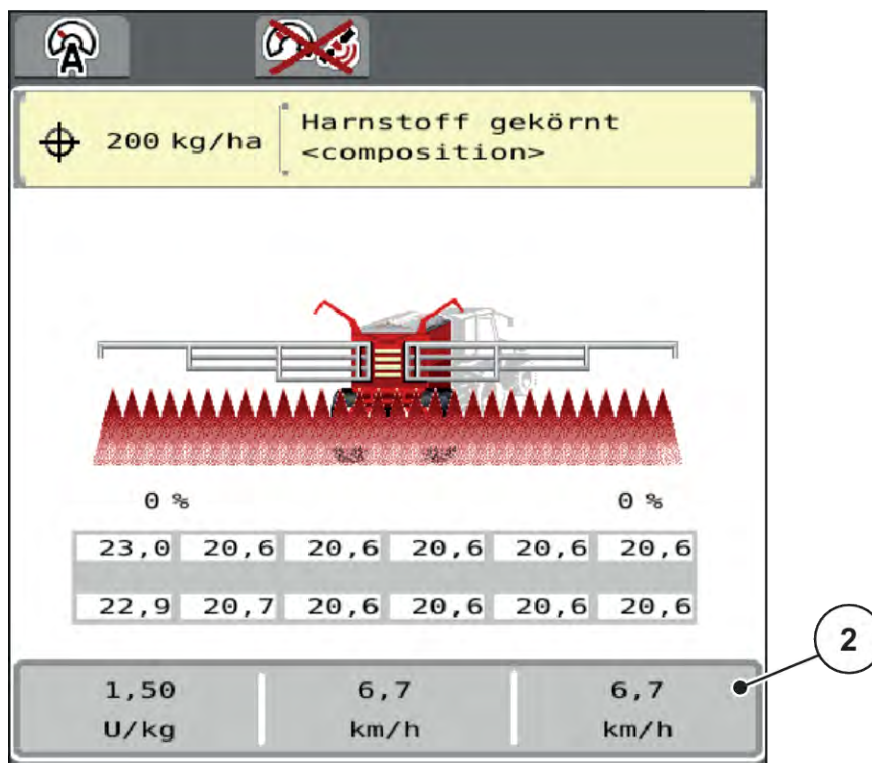 A
200 kg/ha
Harnstoff gekörnt
<composition>
0 %
0 %
23,0 20,6 20,6 20,6 20,6 20,6
22,9 20,7 20,6 20,6 20,6 20,6
2
1,50 6,7 6,7
U/kg km/h km/h